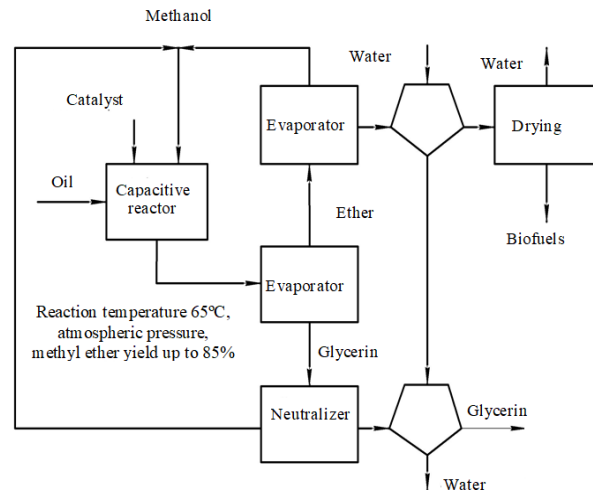 Methanol
Water
Water
Catalyst
Evaporator
Drying
Oil
Capacitive
reactor
Ether
Biofuels
Evaporator
Reaction temperature 65ºC,
atmospheric pressure,
methyl ether yield up to 85%
Glycerin
Neutralizer
Glycerin
Water